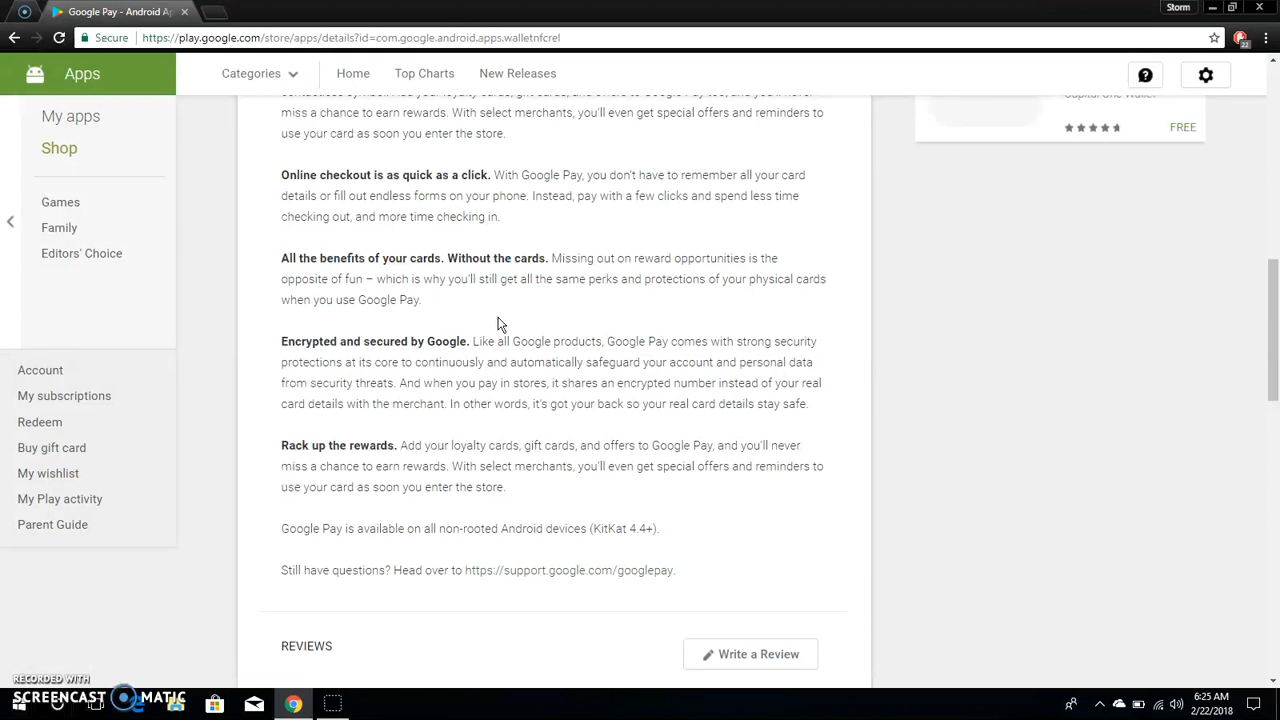 Google Pay - Android Ap
Storm
Secure
https://play.google.com/store/apps/details?id=com.google.android.apps.walletnfcrel
22
Apps
Categories
Home
Top Charts
New Releases
My apps
Shop
Games
Family
Editors' Choice
Account
My subscriptions
Redeem
Buy gift card
My wishlist
My Play activity
Parent Guide
miss a chance to earn rewards. With select merchants, you'll even get special offers and reminders to
use your card as soon you enter the store.
Online checkout is as quick as a click. With Google Pay, you don't have to remember all your card
details or fill out endless forms on your phone. Instead, pay with a few clicks and spend less time
checking out, and more time checking in.
All the benefits of your cards. Without the cards. Missing out on reward opportunities is the
opposite of fun – which is why you'll still get all the same perks and protections of your physical cards
when you use Google Pay.
Encrypted and secured by Google. Like all Google products, Google Pay comes with strong security
protections at its core to continuously and automatically safeguard your account and personal data
from security threats. And when you pay in stores, it shares an encrypted number instead of your real
card details with the merchant. In other words, it's got your back so your real card details stay safe.
Rack up the rewards. Add your loyalty cards, gift cards, and offers to Google Pay, and you'll never
miss a chance to earn rewards. With select merchants, you'll even get special offers and reminders to
use your card as soon you enter the store.
Google Pay is available on all non-rooted Android devices (KitKat 4.4+).
Still have questions? Head over to https://support.google.com/googlepay.
REVIEWS
Write a Review
Capital One Wallet
FREE
RECORDED WITH
SCREENCAST MATIC
6:25 AM
2/22/2018